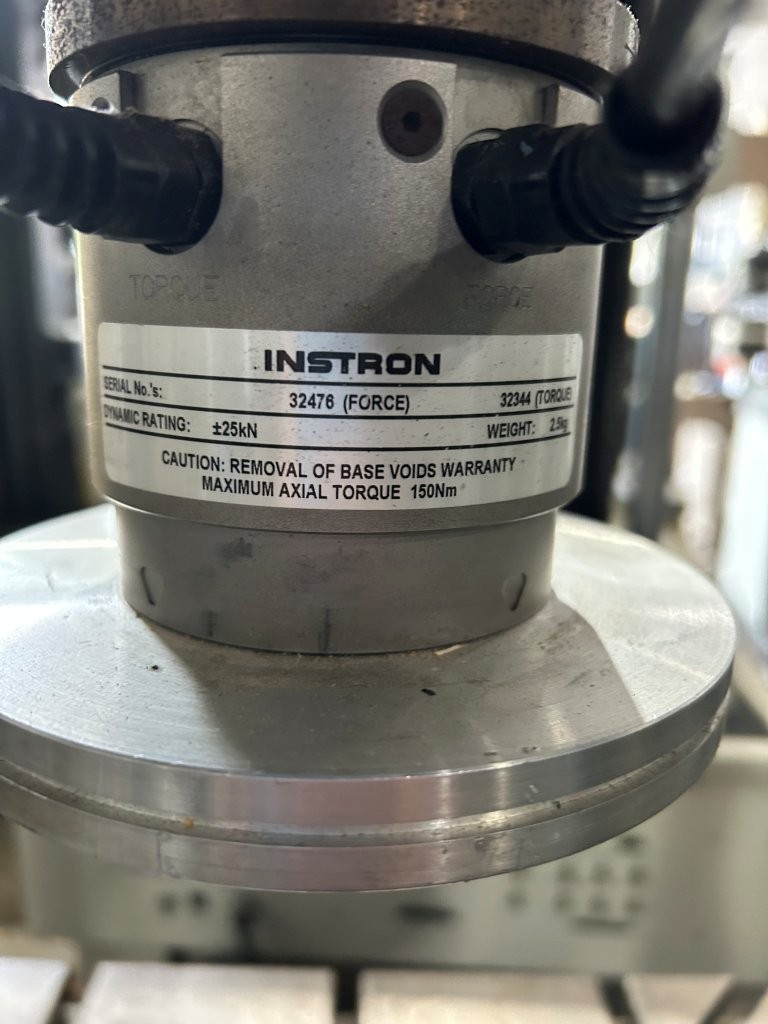 TORQUE FORCE
INSTRON
SERIAL No.'s: 32476 (FORCE) 32344 (TORQUE)
DYNAMIC RATING: ±25kN WEIGHT: 2.5kg
CAUTION: REMOVAL OF BASE VOIDS WARRANTY
MAXIMUM AXIAL TORQUE 150Nm